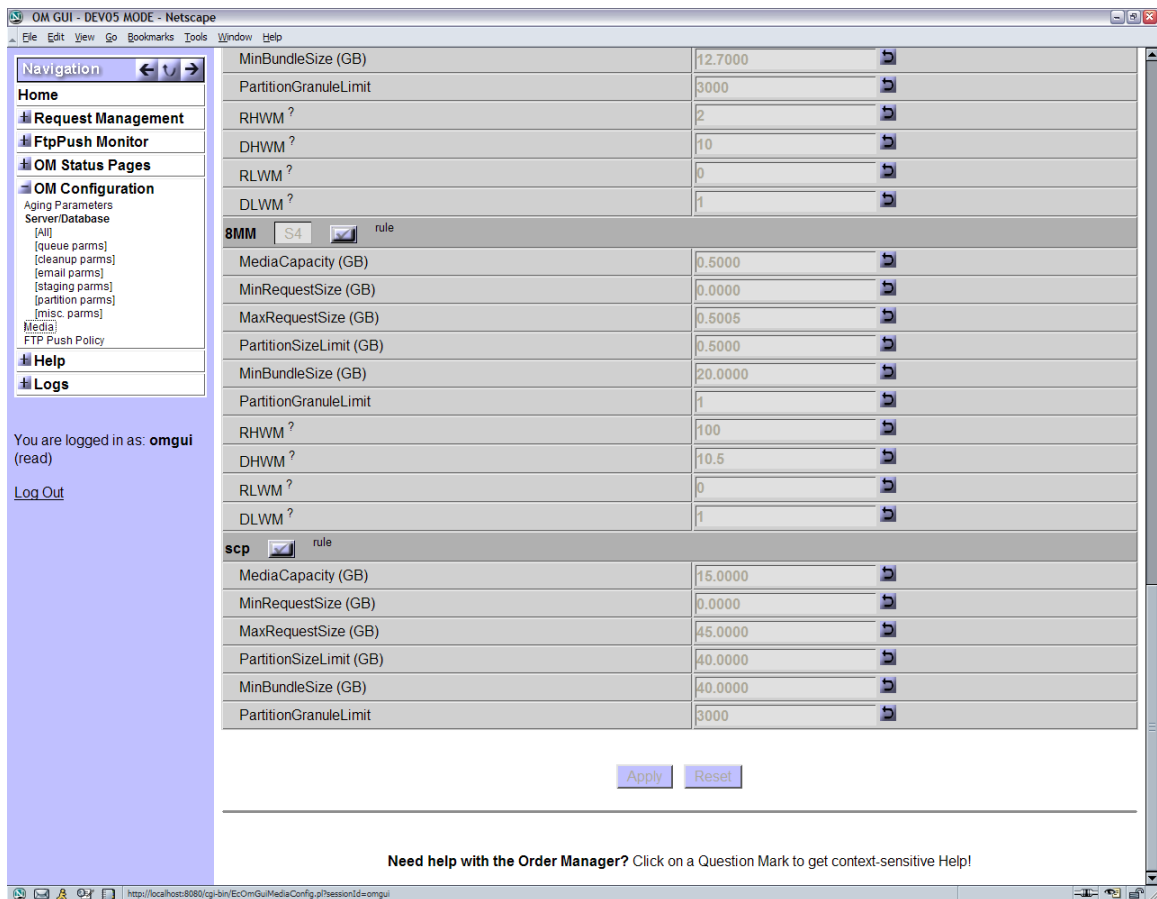 OM GUI - DEV05 MODE - Netscape
File Edit View Go Bookmarks Tools Window Help
Navigation
Home
Request Management
FtpPush Monitor
OM Status Pages
OM Configuration
Aging Parameters
Server/Database
[All]
[queue parms]
[cleanup parms]
[email parms]
[staging parms]
[partition parms]
[misc. parms]
Media
FTP Push Policy
Help
Logs
You are logged in as: omgui
(read)
Log Out
MinBundleSize (GB) 12.7000
PartitionGranuleLimit 3000
RHWM ? 2
DHWM ? 10
RLWM ? 0
DLWM ? 1
8MM S4 rule
MediaCapacity (GB) 0.5000
MinRequestSize (GB) 0.0000
MaxRequestSize (GB) 0.5005
PartitionSizeLimit (GB) 0.5000
MinBundleSize (GB) 20.0000
PartitionGranuleLimit 1
RHWM ? 100
DHWM ? 10.5
RLWM ? 0
DLWM ? 1
scp rule
MediaCapacity (GB) 15.0000
MinRequestSize (GB) 0.0000
MaxRequestSize (GB) 45.0000
PartitionSizeLimit (GB) 40.0000
MinBundleSize (GB) 40.0000
PartitionGranuleLimit 3000
Apply Reset
Need help with the Order Manager? Click on a Question Mark to get context-sensitive Help!
http://localhost:8080/cgi-bin/EcOmGuiMediaConfig.pl?sessionId=omgui